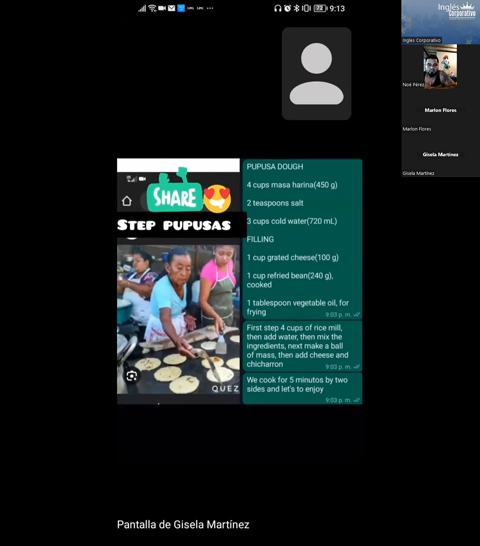 9:13
Inglés
Corporativo
Inglés Corporativo
Noé Pérez
Marlon Flores
Marlon Flores
Gisela Martínez
Gisela Martínez
SHARE
STEP PUPUSAS
QUEZ
PUPUSA DOUGH
4 cups masa harina(450 g)
2 teaspoons salt
3 cups cold water(720 mL)
FILLING
1 cup grated cheese(100 g)
1 cup refried bean(240 g),
cooked
1 tablespoon vegetable oil, for
frying
9:03 p. m.
First step 4 cups of rice mill,
then add water, then mix the
ingredients, next make a ball
of mass, then add cheese and
chicharron
9:03 p. m.
We cook for 5 minutos by two
sides and let's to enjoy
9:03 p. m.
Pantalla de Gisela Martínez